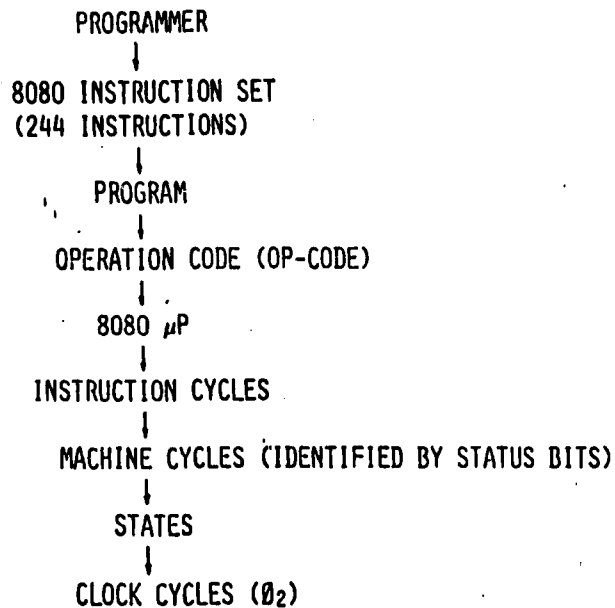 PROGRAMMER
8080 INSTRUCTION SET
(244 INSTRUCTIONS)
PROGRAM
OPERATION CODE (OP-CODE)
8080 μP
INSTRUCTION CYCLES
MACHINE CYCLES (IDENTIFIED BY STATUS BITS)
STATES
CLOCK CYCLES (Ø₂)